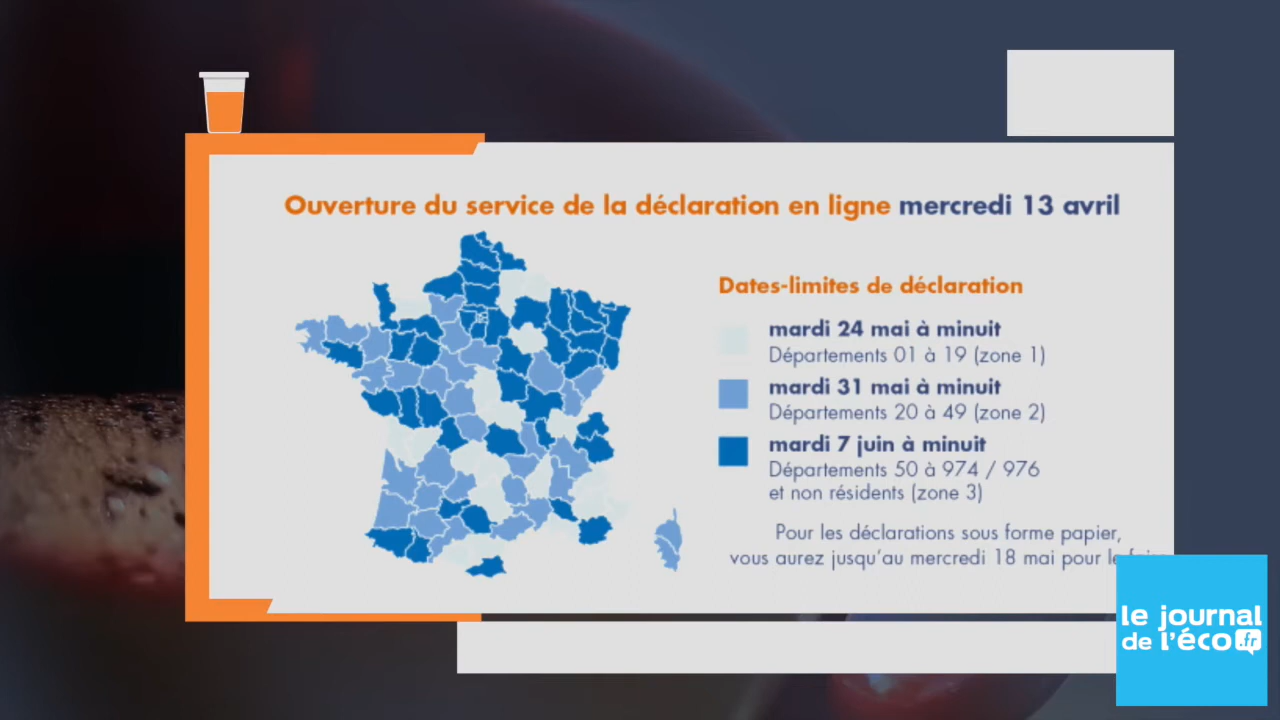 Ouverture du service de la déclaration en ligne mercredi 13 avril
Dates-limites de déclaration
mardi 24 mai à minuit
Départements 01 à 19 (zone 1)
mardi 31 mai à minuit
Départements 20 à 49 (zone 2)
mardi 7 juin à minuit
Départements 50 à 974 / 976
et non résidents (zone 3)
Pour les déclarations sous forme papier,
vous aurez jusqu'au mercredi 18 mai pour
le journal
de l'éco.fr